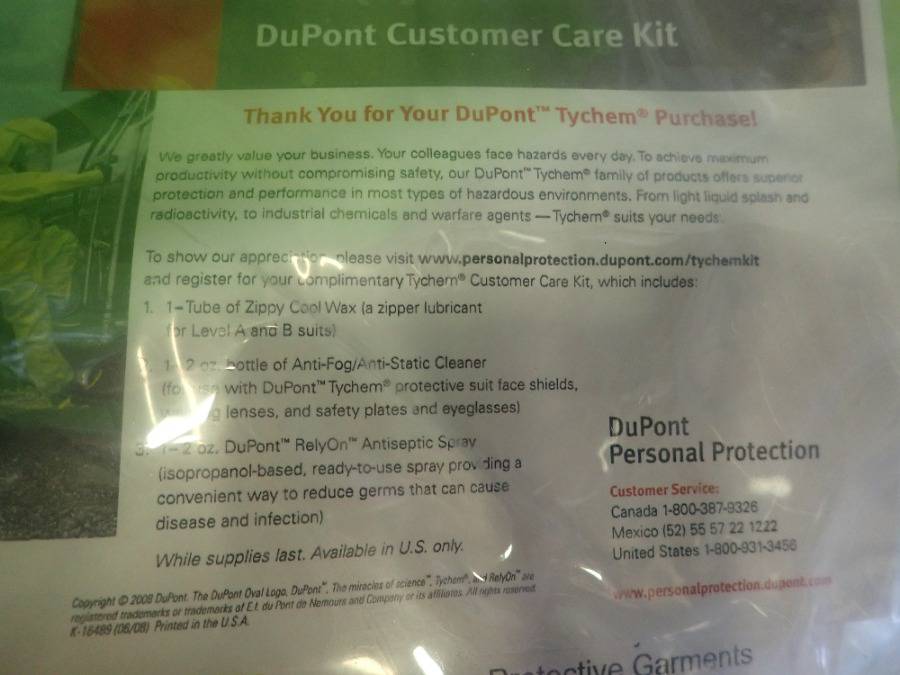 DuPont Customer Care Kit
Thank You for Your DuPont™ Tychem® Purchase!
We greatly value your business. Your colleagues face hazards every day. To achieve maximum
productivity without compromising safety, our DuPont™ Tychem® family of products offers superior
protection and performance in most types of hazardous environments. From light liquid splash and
radioactivity, to industrial chemicals and warfare agents — Tychem® suits your needs.
To show our appreciation please visit www.personalprotection.dupont.com/tychemkit
and register for your complimentary Tychem® Customer Care Kit, which includes:
1. 1–Tube of Zippy Cool Wax (a zipper lubricant
for Level A and B suits)
2. 1–2 oz. bottle of Anti-Fog/Anti-Static Cleaner
(for use with DuPont™ Tychem® protective suit face shields,
lenses, and safety plates and eyeglasses)
3. 1–2 oz. DuPont™ RelyOn™ Antiseptic Spray
(isopropanol-based, ready-to-use spray providing a
convenient way to reduce germs that can cause
disease and infection)
While supplies last. Available in U.S. only.
DuPont
Personal Protection
Customer Service:
Canada 1-800-387-9326
Mexico (52) 55 57 22 1222
United States 1-800-931-3456
www.personalprotection.dupont.com
Copyright © 2008 DuPont. The DuPont Oval Logo, DuPont™, The miracles of science™, Tychem®, and RelyOn™ are
registered trademarks or trademarks of E.I. du Pont de Nemours and Company or its affiliates. All rights reserved.
K-16489 (06/08) Printed in the U.S.A.
Protective Garments